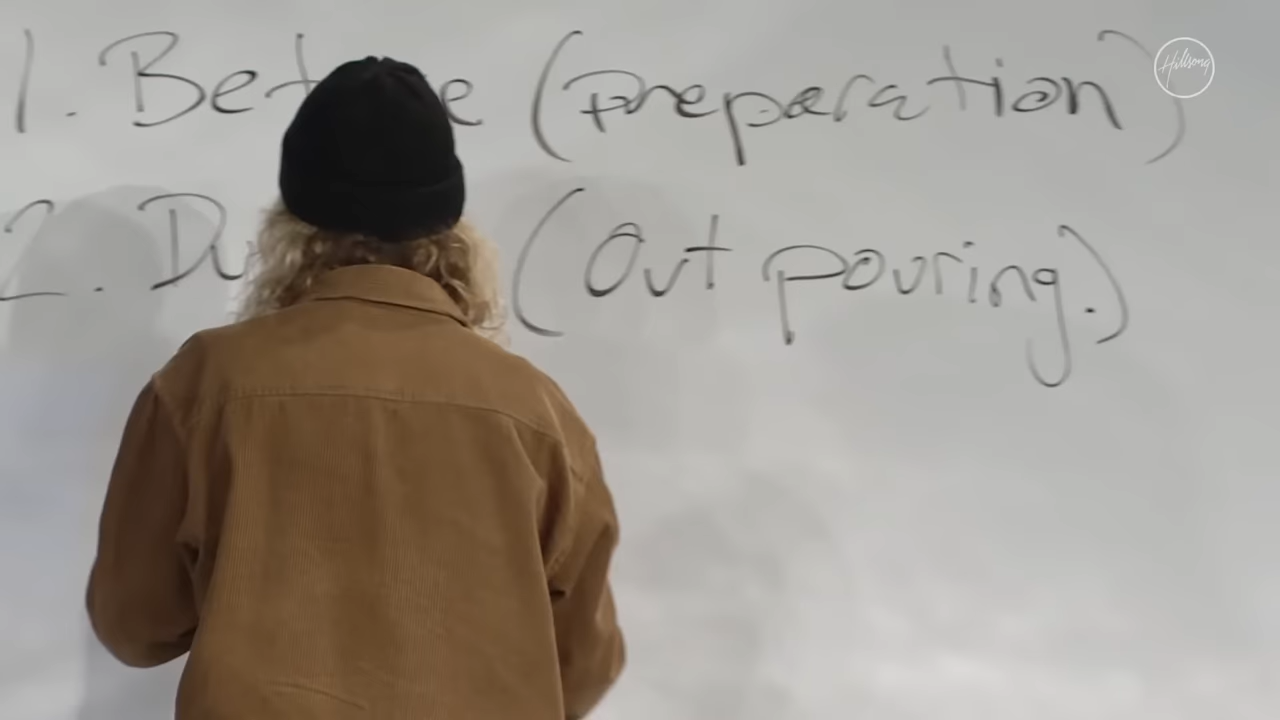 1. (Preparation)
2. (Out pouring.)
Hillsong